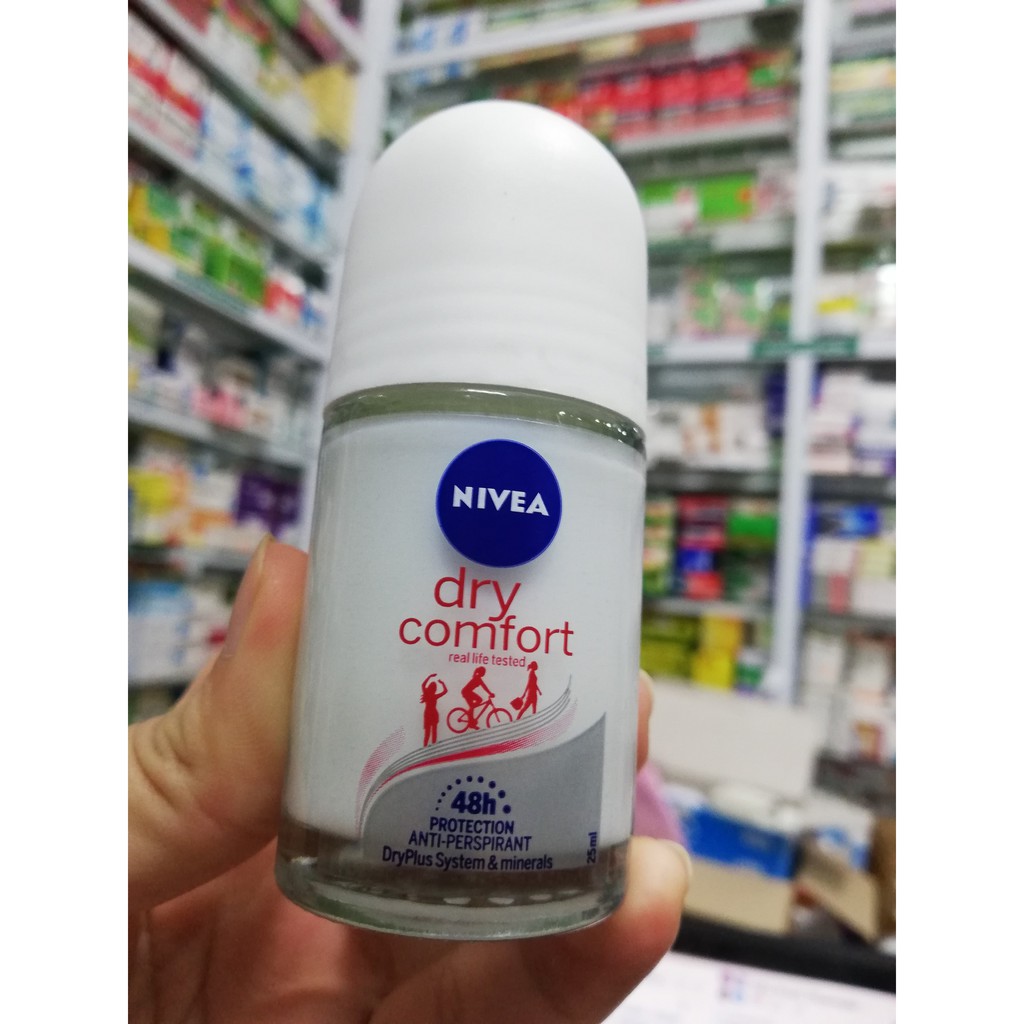 NIVEA
dry
comfort
real life tested
48h
PROTECTION
ANTI-PERSPIRANT
DryPlus System & minerals
25ml